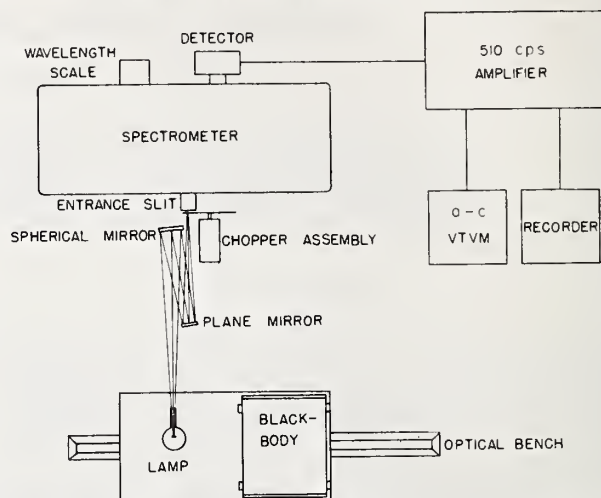 DETECTOR
WAVELENGTH
SCALE
510 cps
AMPLIFIER
SPECTROMETER
ENTRANCE SLIT
SPHERICAL MIRROR
CHOPPER ASSEMBLY
O-C
VTVM
RECORDER
PLANE MIRROR
BLACK-
BODY
LAMP
OPTICAL BENCH